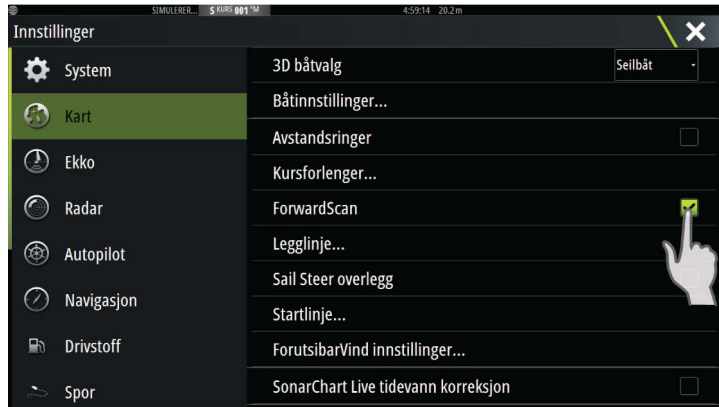 SIMULERER... S KURS 001 °M 4:59:14 20.2 m
Innstillinger
System
Kart
Ekko
Radar
Autopilot
Navigasjon
Drivstoff
Spor
3D båtvalg Seilbåt
Båtinnstillinger...
Avstandsringer
Kursforlenger...
ForwardScan
Legglinje...
Sail Steer overlegg
Startlinje...
ForutsibarVind innstillinger...
SonarChart Live tidevann korreksjon